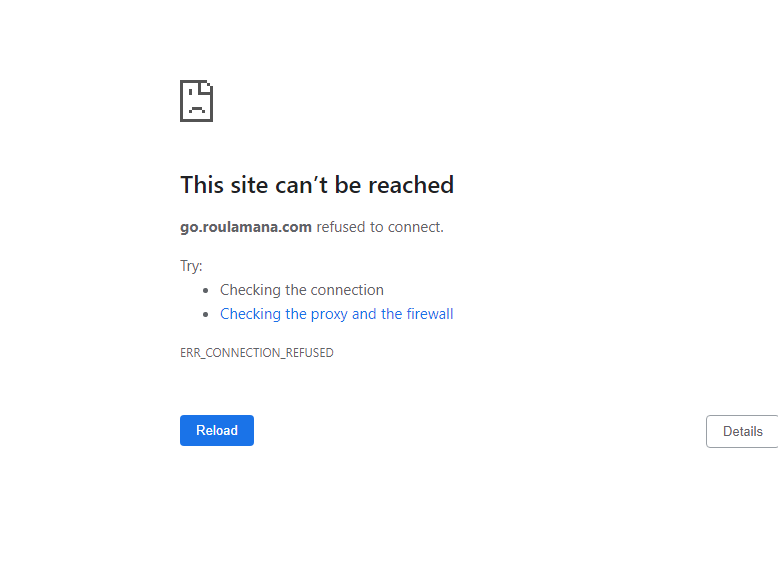 This site can’t be reached
go.roulamana.com refused to connect.
Try:
• Checking the connection
• Checking the proxy and the firewall
ERR_CONNECTION_REFUSED
Reload
Details